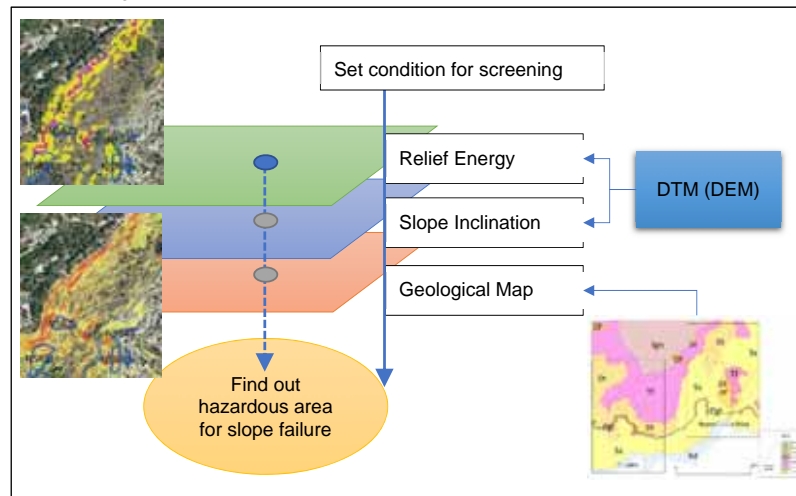 Set condition for screening
Relief Energy
DTM (DEM)
Slope Inclination
Geological Map
Find out
hazardous area
for slope failure